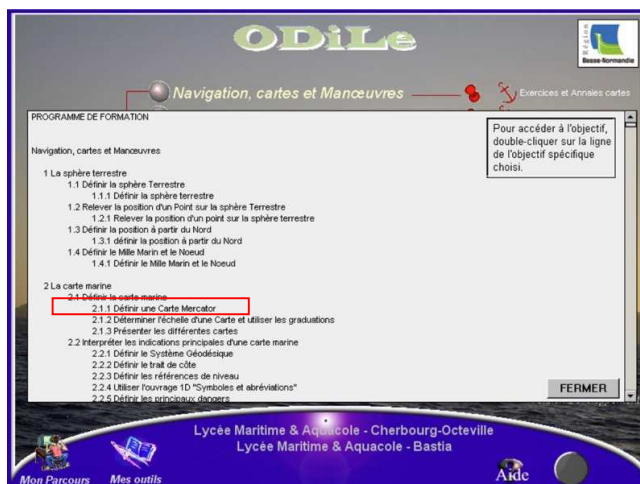 ODiLe
Région
Basse-Normandie
Navigation, cartes et Manœuvres
Exercices et Annales cartes
PROGRAMME DE FORMATION
Pour accéder à l'objectif,
double-cliquer sur la ligne
de l'objectif spécifique
choisi.
Navigation, cartes et Manœuvres
1 La sphère terrestre
1.1 Définir la sphère Terrestre
1.1.1 Définir la sphère terrestre
1.2 Relever la position d'un Point sur la sphère Terrestre
1.2.1 Relever la position d'un point sur la sphère terrestre
1.3 Définir la position à partir du Nord
1.3.1 définir la position à partir du Nord
1.4 Définir le Mille Marin et le Noeud
1.4.1 Définir le Mille Marin et le Noeud
2 La carte marine
2.1 Définir la carte marine
2.1.1 Définir une Carte Mercator
2.1.2 Déterminer l'échelle d'une Carte et utiliser les graduations
2.1.3 Présenter les différentes cartes
2.2 Interpréter les indications principales d'une carte marine
2.2.1 Définir le Système Géodésique
2.2.2 Définir le trait de côte
2.2.3 Définir les références de niveau
2.2.4 Utiliser l'ouvrage 1D "Symboles et abréviations"
2.2.5 Définir les principaux dangers
FERMER
Lycée Maritime & Aquacole - Cherbourg-Octeville
Lycée Maritime & Aquacole - Bastia
Mon Parcours
Mes outils
Aide